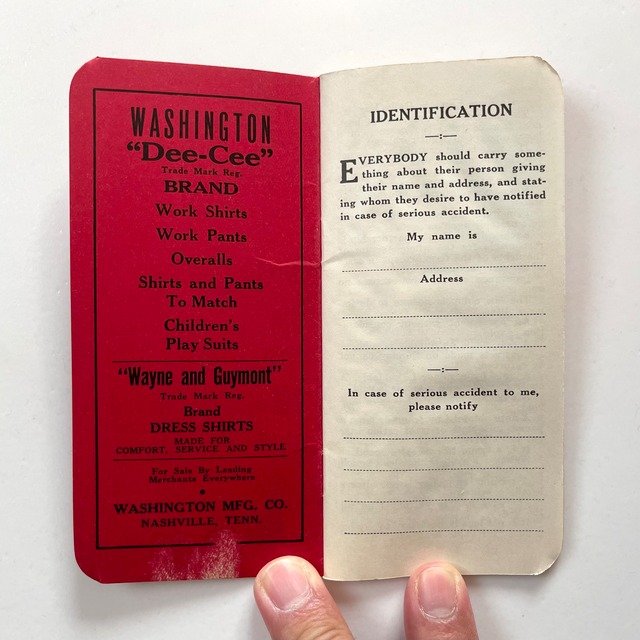 WASHINGTON
"Dee-Cee"
Trade Mark Reg.
BRAND
Work Shirts
Work Pants
Overalls
Shirts and Pants
To Match
Children's
Play Suits
"Wayne and Guymont"
Trade Mark Reg.
Brand
DRESS SHIRTS
MADE FOR
COMFORT, SERVICE AND STYLE
For Sale By Leading
Merchants Everywhere
WASHINGTON MFG. CO.
NASHVILLE, TENN.
IDENTIFICATION
—:—
EVERYBODY should carry some-
thing about their person giving
their name and address, and stat-
ing whom they desire to have notified
in case of serious accident.
My name is
Address
—:—
In case of serious accident to me,
please notify